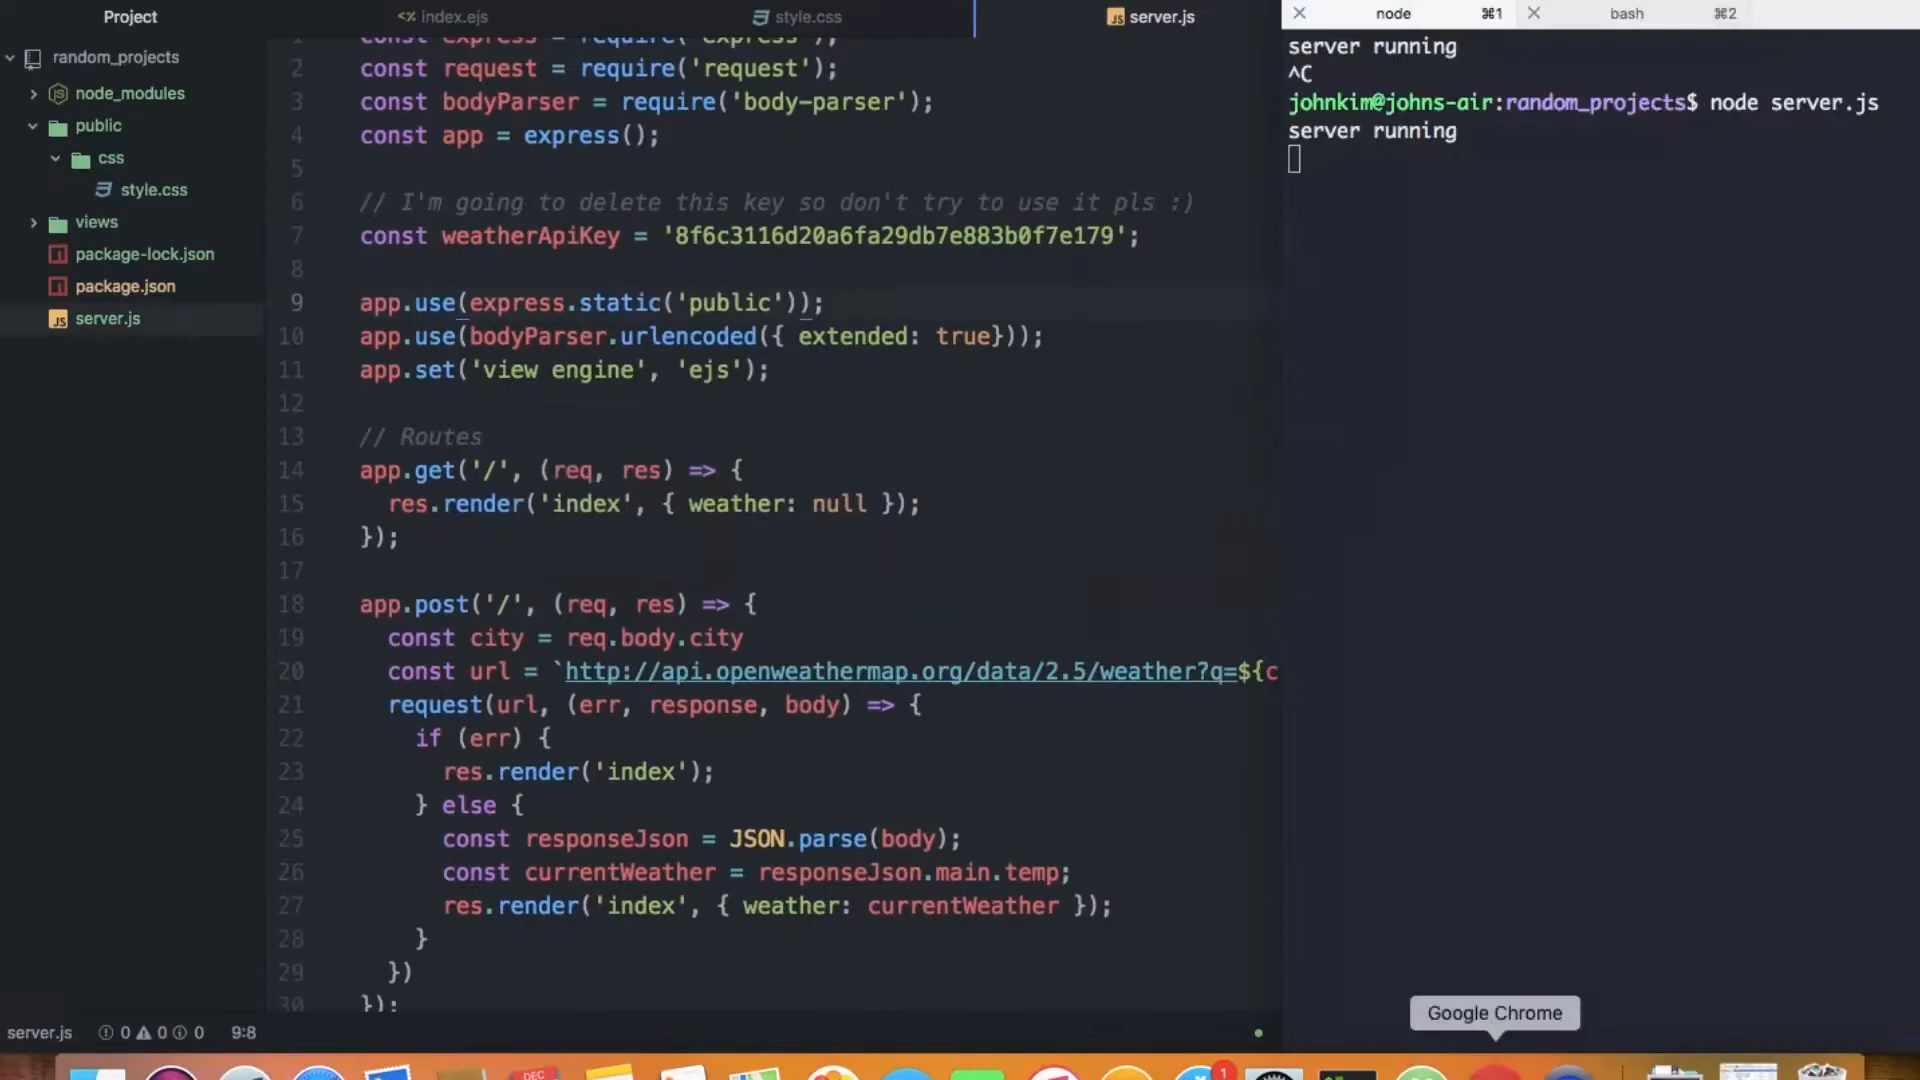 Project
random_projects
node_modules
public
css
style.css
views
package-lock.json
package.json
server.js
index.ejs
style.css
server.js
1 const express = require('express');
2 const request = require('request');
3 const bodyParser = require('body-parser');
4 const app = express();
5
6 // I'm going to delete this key so don't try to use it pls :)
7 const weatherApiKey = '8f6c3116d20a6fa29db7e883b0f7e179';
8
9 app.use(express.static('public'));
10 app.use(bodyParser.urlencoded({ extended: true}));
11 app.set('view engine', 'ejs');
12
13 // Routes
14 app.get('/', (req, res) => {
15 res.render('index', { weather: null });
16 });
17
18 app.post('/', (req, res) => {
19 const city = req.body.city
20 const url = `http://api.openweathermap.org/data/2.5/weather?q=${c
21 request(url, (err, response, body) => {
22 if (err) {
23 res.render('index');
24 } else {
25 const responseJson = JSON.parse(body);
26 const currentWeather = responseJson.main.temp;
27 res.render('index', { weather: currentWeather });
28 }
29 })
30 });
server.js 0 0 0 9:8
node ⌘1 bash ⌘2
server running
^C
johnkim@johns-air:random_projects$ node server.js
server running
Google Chrome
DEC
1